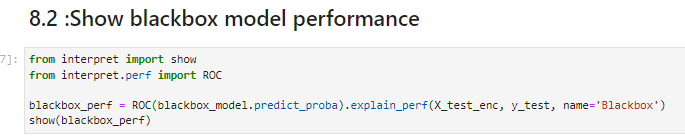 8.2 :Show blackbox model performance
7]: from interpret import show
from interpret.perf import ROC
blackbox_perf = ROC(blackbox_model.predict_proba).explain_perf(X_test_enc, y_test, name='Blackbox')
show(blackbox_perf)